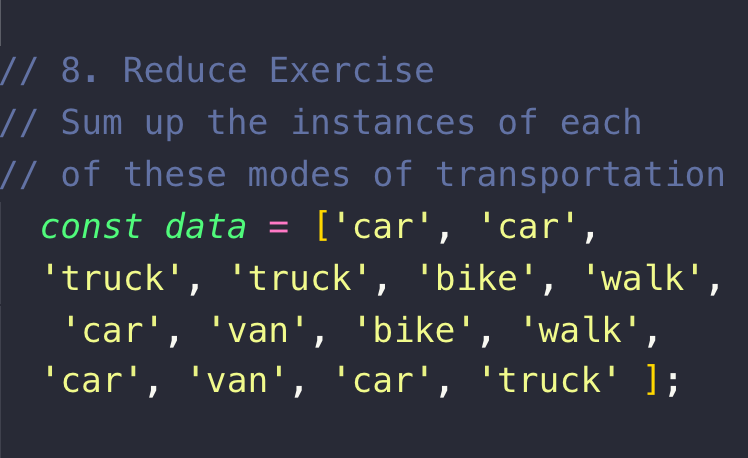 // 8. Reduce Exercise
// Sum up the instances of each
// of these modes of transportation
const data = ['car', 'car',
'truck', 'truck', 'bike', 'walk',
'car', 'van', 'bike', 'walk',
'car', 'van', 'car', 'truck' ];